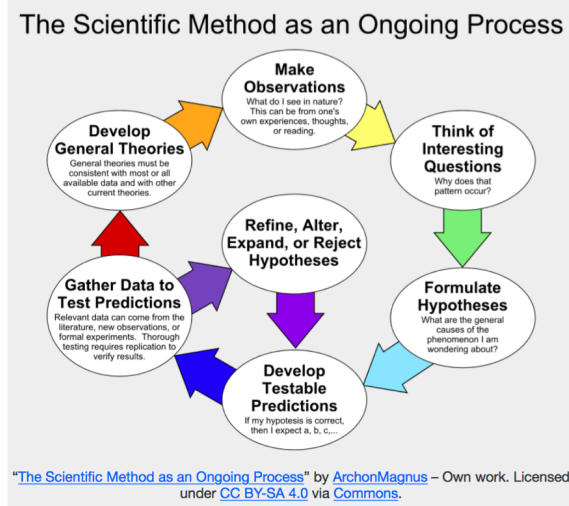 The Scientific Method as an Ongoing Process
Make
Observations
What do I see in nature?
This can be from one's
own experiences, thoughts,
or reading.
Think of
Interesting
Questions
Why does that
pattern occur?
Formulate
Hypotheses
What are the general
causes of the
phenomenon I am
wondering about?
Develop
Testable
Predictions
If my hypotesis is correct,
then I expect a, b, c,...
Gather Data to
Test Predictions
Relevant data can come from the
literature, new observations, or
formal experiments. Thorough
testing requires replication to
verify results.
Refine, Alter,
Expand, or Reject
Hypotheses
Develop
General Theories
General theories must be
consistent with most or all
available data and with other
current theories.
“The Scientific Method as an Ongoing Process” by ArchonMagnus – Own work. Licensed
under CC BY-SA 4.0 via Commons.